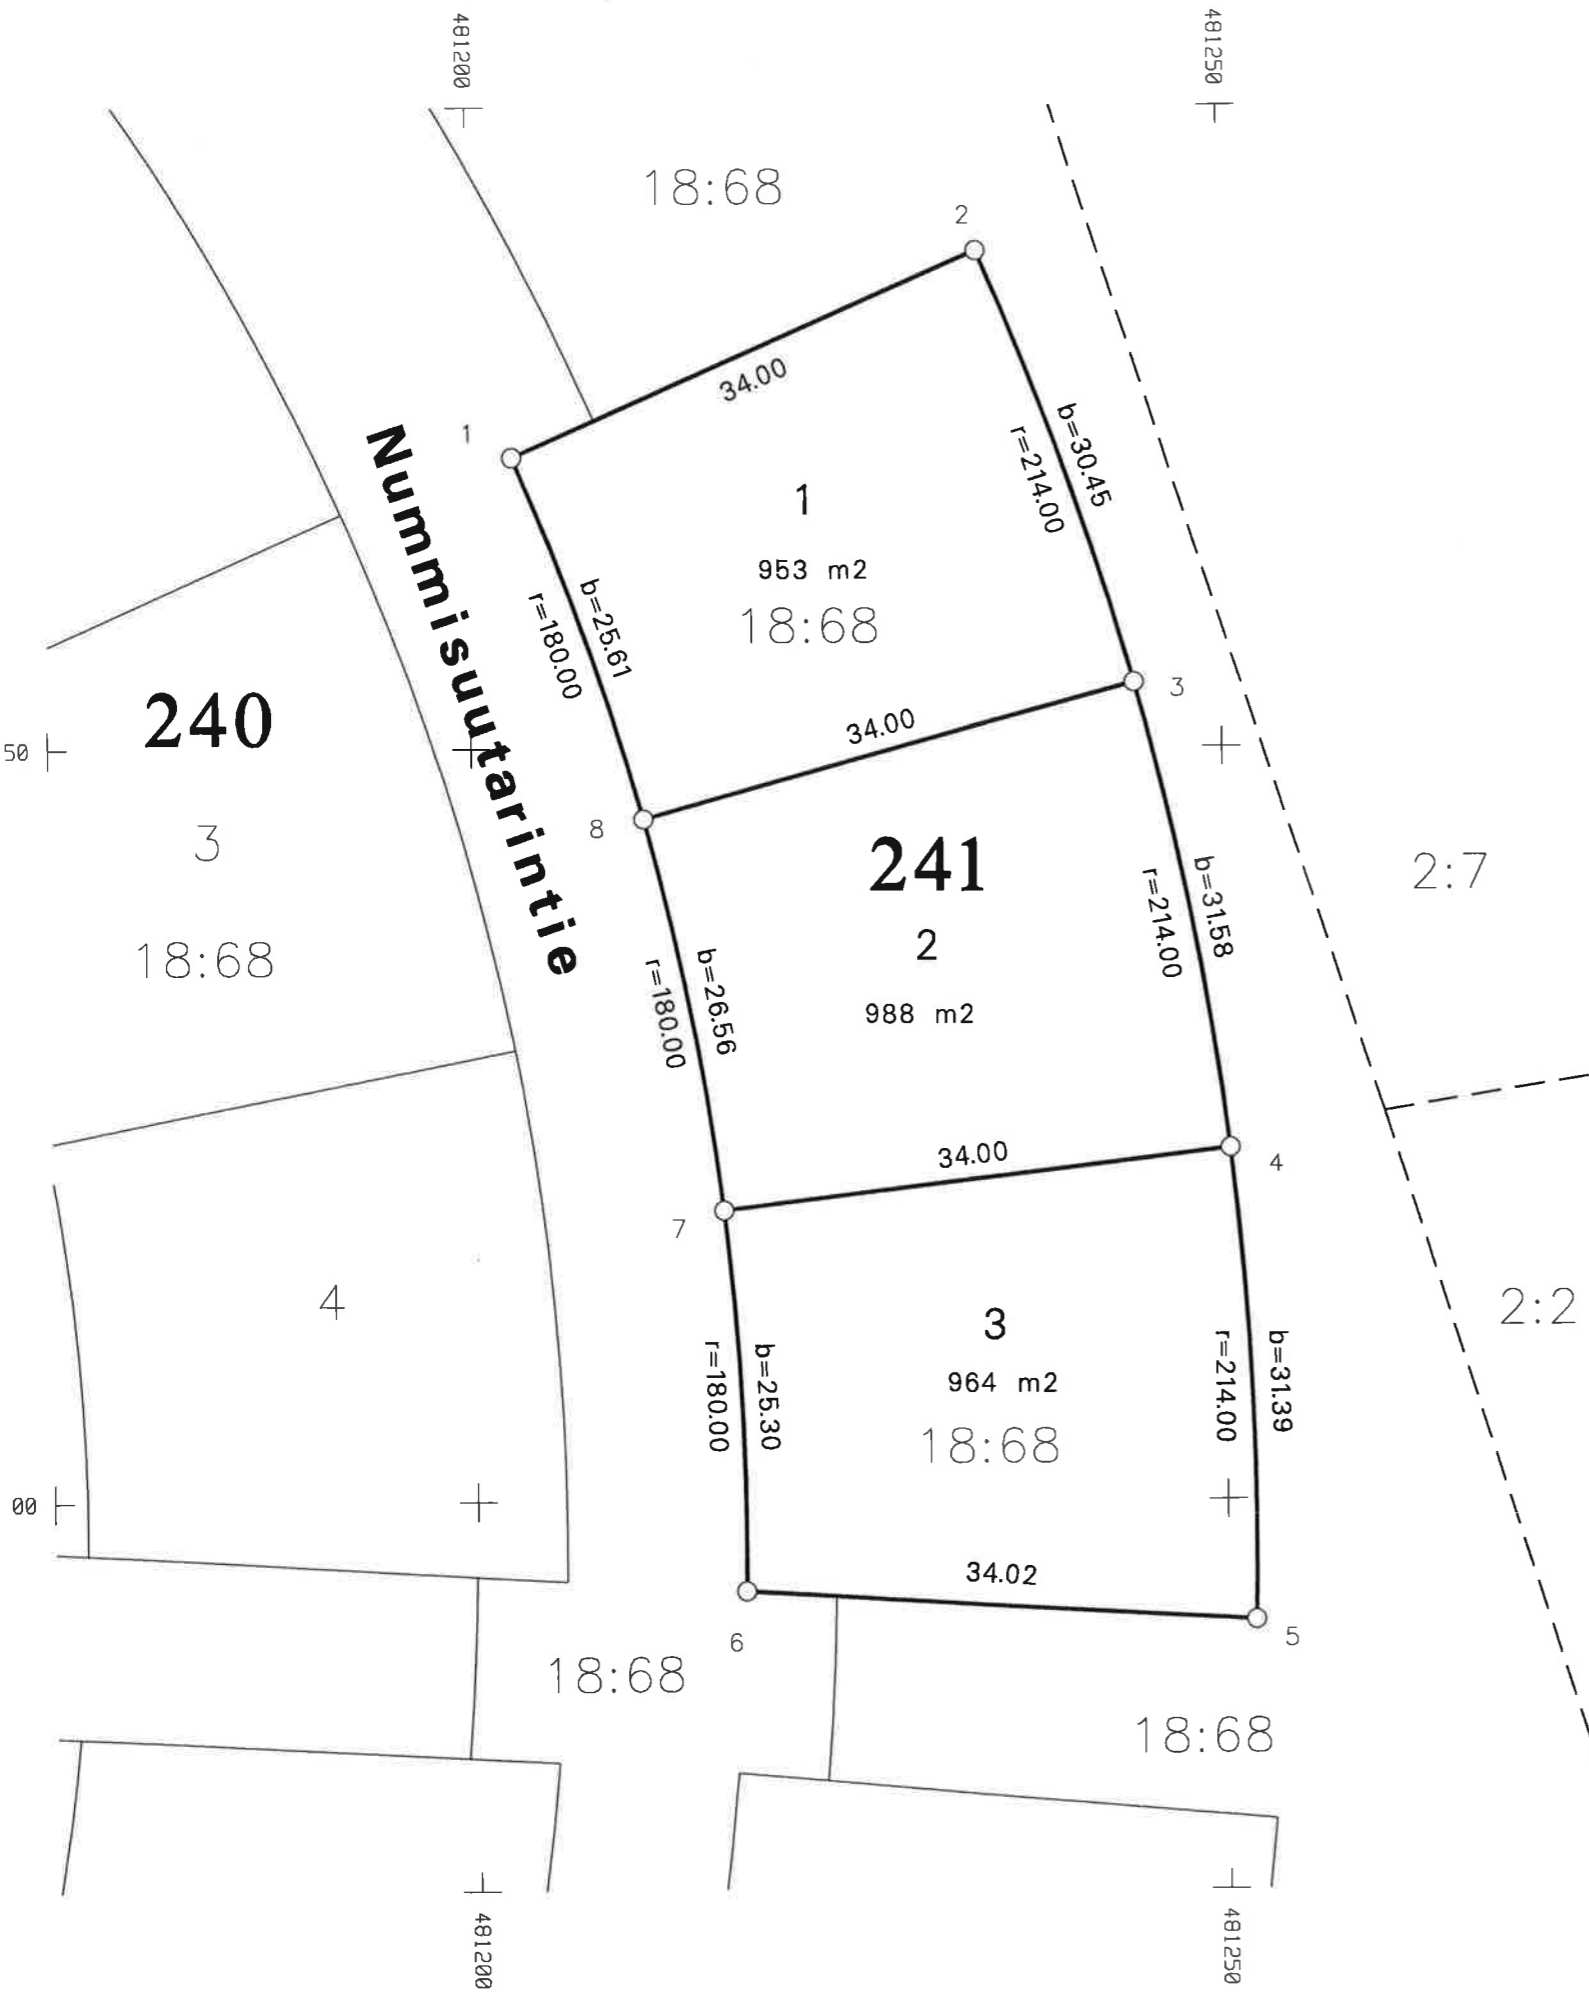 481200
481250
18:68
2
34.00
1
b=30.45
r=214.00
Nummisuutarintie
1
953 m2
18:68
b=25.61
r=180.00
3
240
34.00
50
8
3
241
2:7
b=31.58
r=214.00
2
18:68
b=26.56
r=180.00
988 m2
34.00
4
7
4
3
2:2
964 m2
b=25.30
r=180.00
b=31.39
r=214.00
18:68
00
34.02
6
5
18:68
18:68
481200
481250